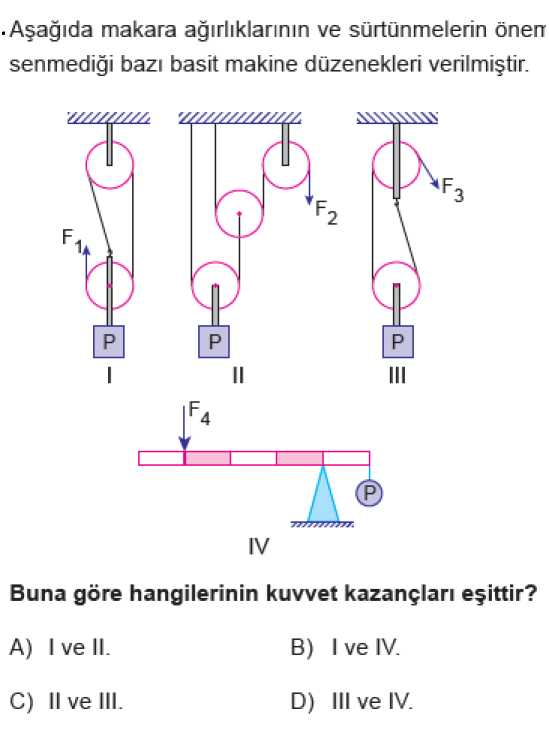 .Aşağıda makara ağırlıklarının ve sürtünmelerin önem
senmediği bazı basit makine düzenekleri verilmiştir.
F1
F2
F3
P
P
P
I
II
III
F4
P
IV
Buna göre hangilerinin kuvvet kazançları eşittir?
A) I ve II.
B) I ve IV.
C) II ve III.
D) III ve IV.